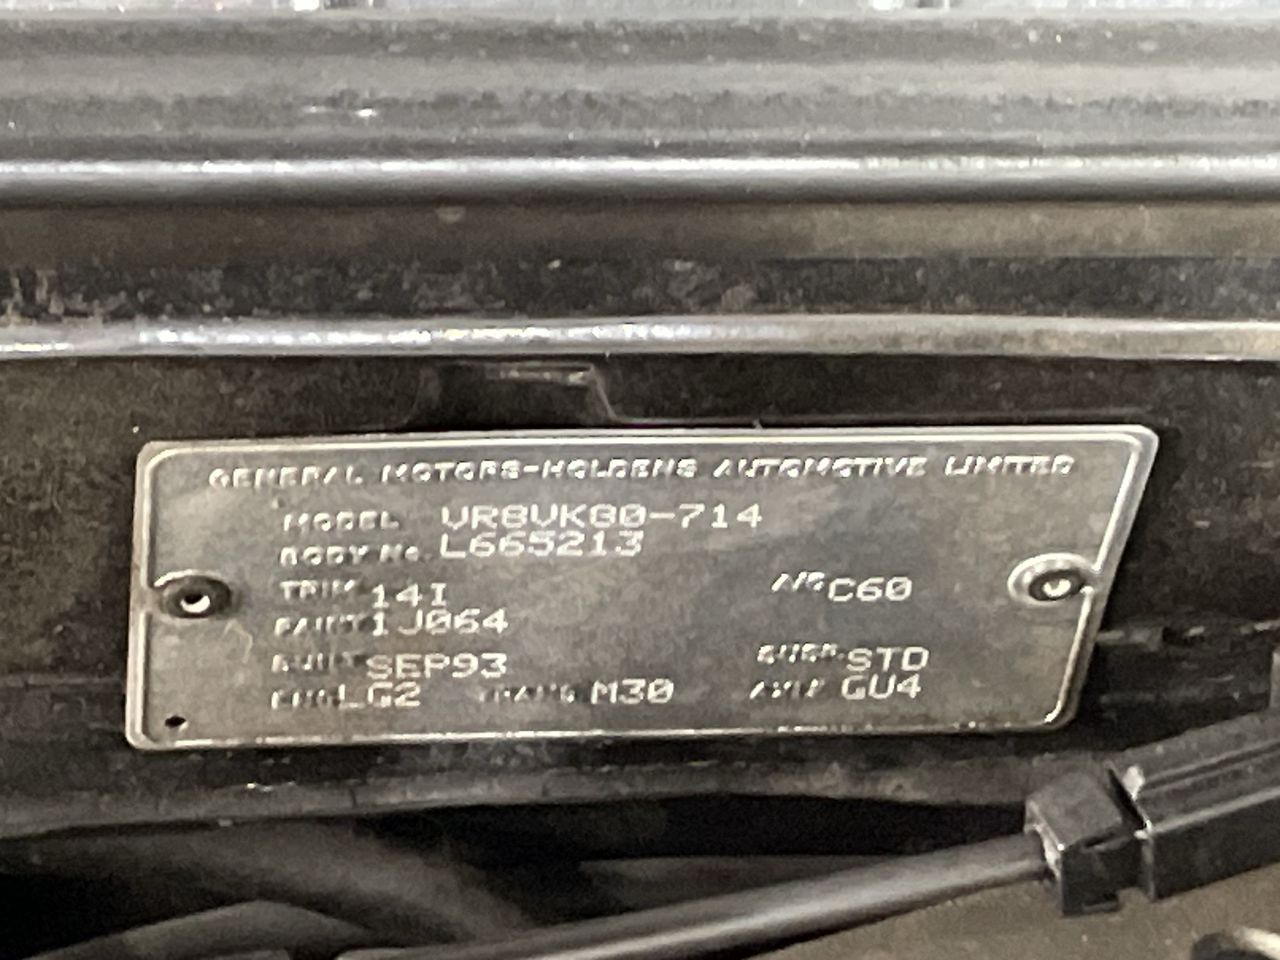 GENERAL MOTORS-HOLDENS AUTOMOTIVE LIMITED
MODEL VR8VK80-714
BODY No. L665213
TRIM 14I A/C C60
PAINT 1J064
BUILT SEP93 SUSP. STD
ENG LG2 TRANS M30 AXLE GU4